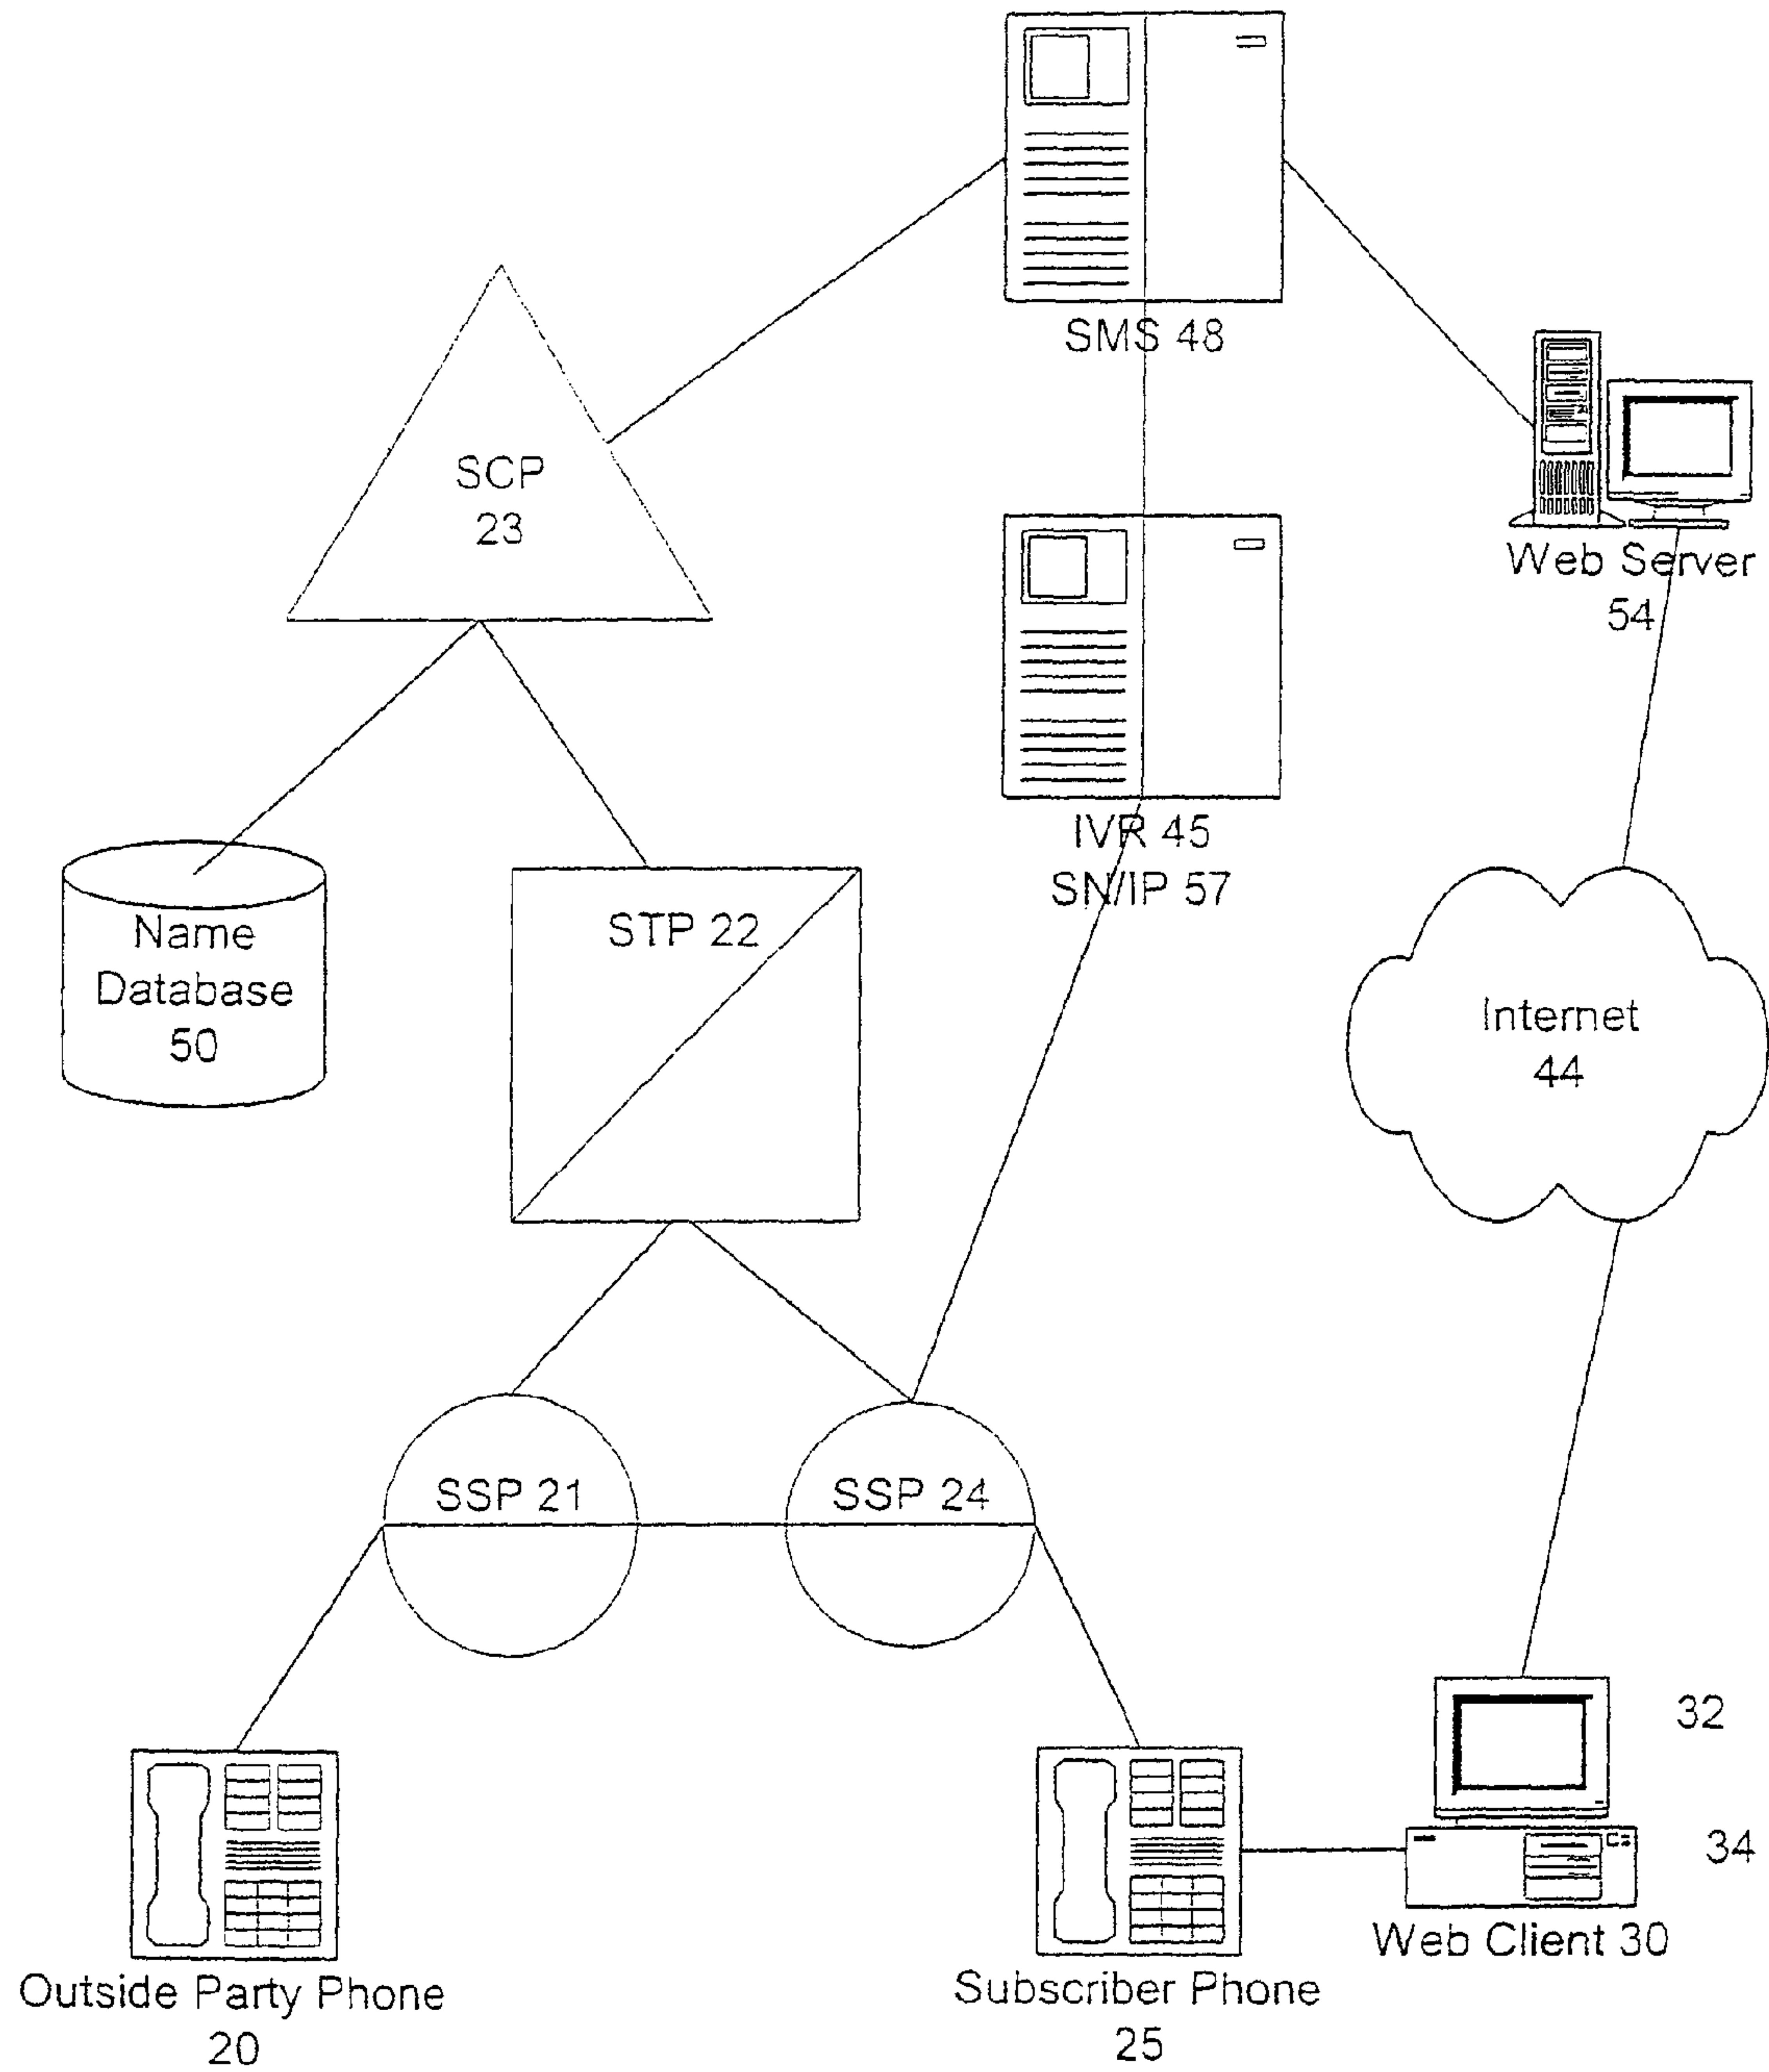 SMS 48
SCP
23
Web Server
54
IVR 45
SN/IP 57
Name
Database
50
STP 22
Internet
44
SSP 21
SSP 24
32
34
Web Client 30
Outside Party Phone
20
Subscriber Phone
25